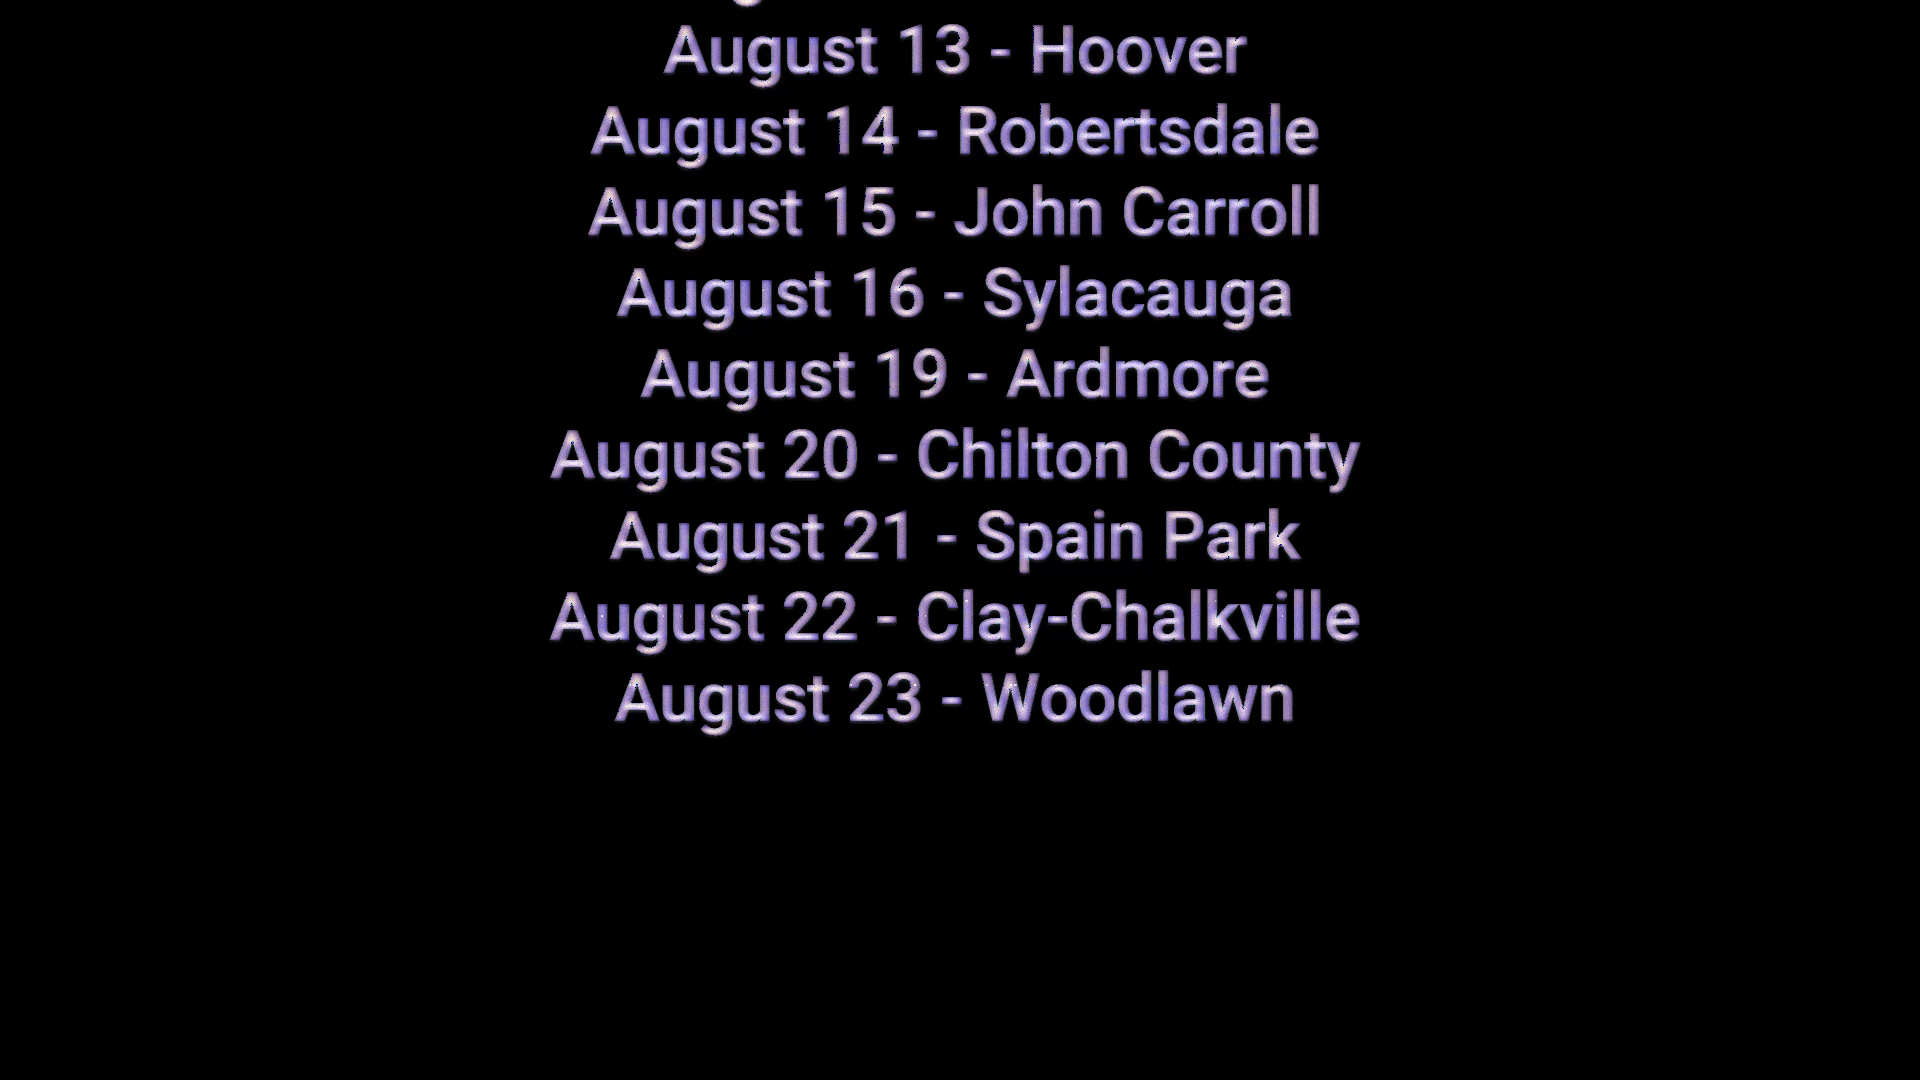 August 13 - Hoover
August 14 - Robertsdale
August 15 - John Carroll
August 16 - Sylacauga
August 19 - Ardmore
August 20 - Chilton County
August 21 - Spain Park
August 22 - Clay-Chalkville
August 23 - Woodlawn